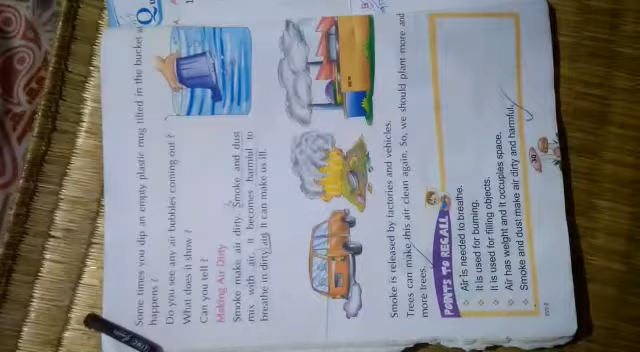 Some times you dip an empty plastic mug tilted in the bucket
happens ?
Do you see any air bubbles coming out ?
What does it show ?
Can you tell ?
Making Air Dirty
Smoke make air dirty. Smoke and dust
mix with air, it becomes harmful to
breathe in dirty air. It can make us ill.
Smoke is released by factories and vehicles.
Trees can make this air clean again. So, we should plant more and
more trees.
POINTS TO RECALL
Air is needed to breathe.
It is used for burning.
It is used for filling objects.
Air has weight and it occupies space.
Smoke and dust make air dirty and harmful.
30